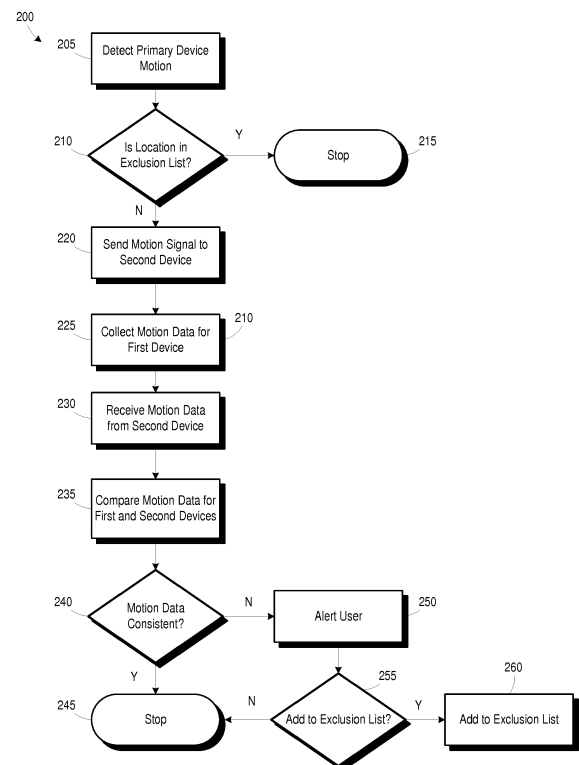 200
205
Detect Primary Device
Motion
210
Is Location in
Exclusion List?
Y
Stop
215
N
220
Send Motion Signal to
Second Device
225
Collect Motion Data for
First Device
210
230
Receive Motion Data
from Second Device
235
Compare Motion Data for
First and Second Devices
240
Motion Data
Consistent?
N
Alert User
250
Y
245
Stop
N
255
Add to Exclusion List?
Y
260
Add to Exclusion List